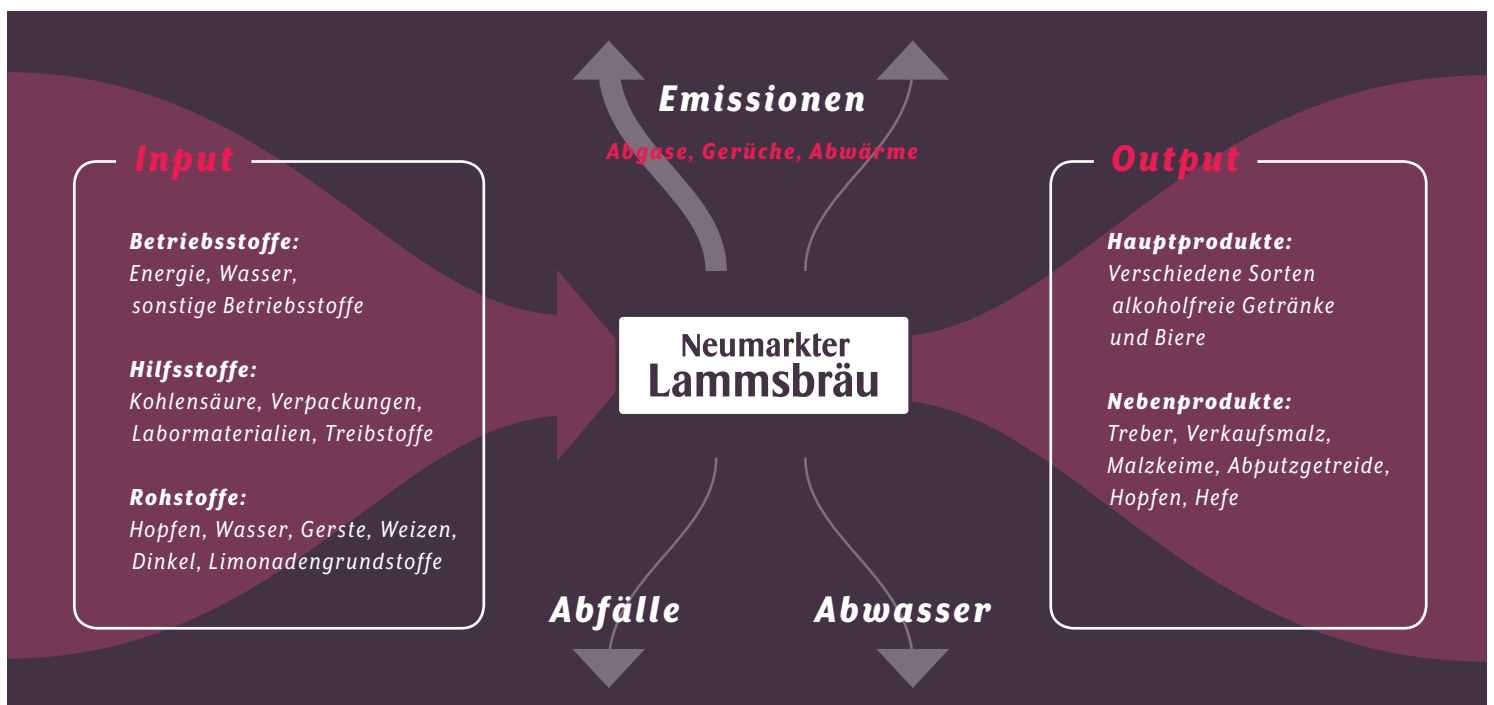 Emissionen
Abgase, Gerüche, Abwärme
Input
Betriebsstoffe:
Energie, Wasser,
sonstige Betriebsstoffe
Hilfsstoffe:
Kohlensäure, Verpackungen,
Labormaterialien, Treibstoffe
Rohstoffe:
Hopfen, Wasser, Gerste, Weizen,
Dinkel, Limonadengrundstoffe
Neumarkter
Lammsbräu
Output
Hauptprodukte:
Verschiedene Sorten
alkoholfreie Getränke
und Biere
Nebenprodukte:
Treber, Verkaufsmalz,
Malzkeime, Abputzgetreide,
Hopfen, Hefe
Abfälle
Abwasser